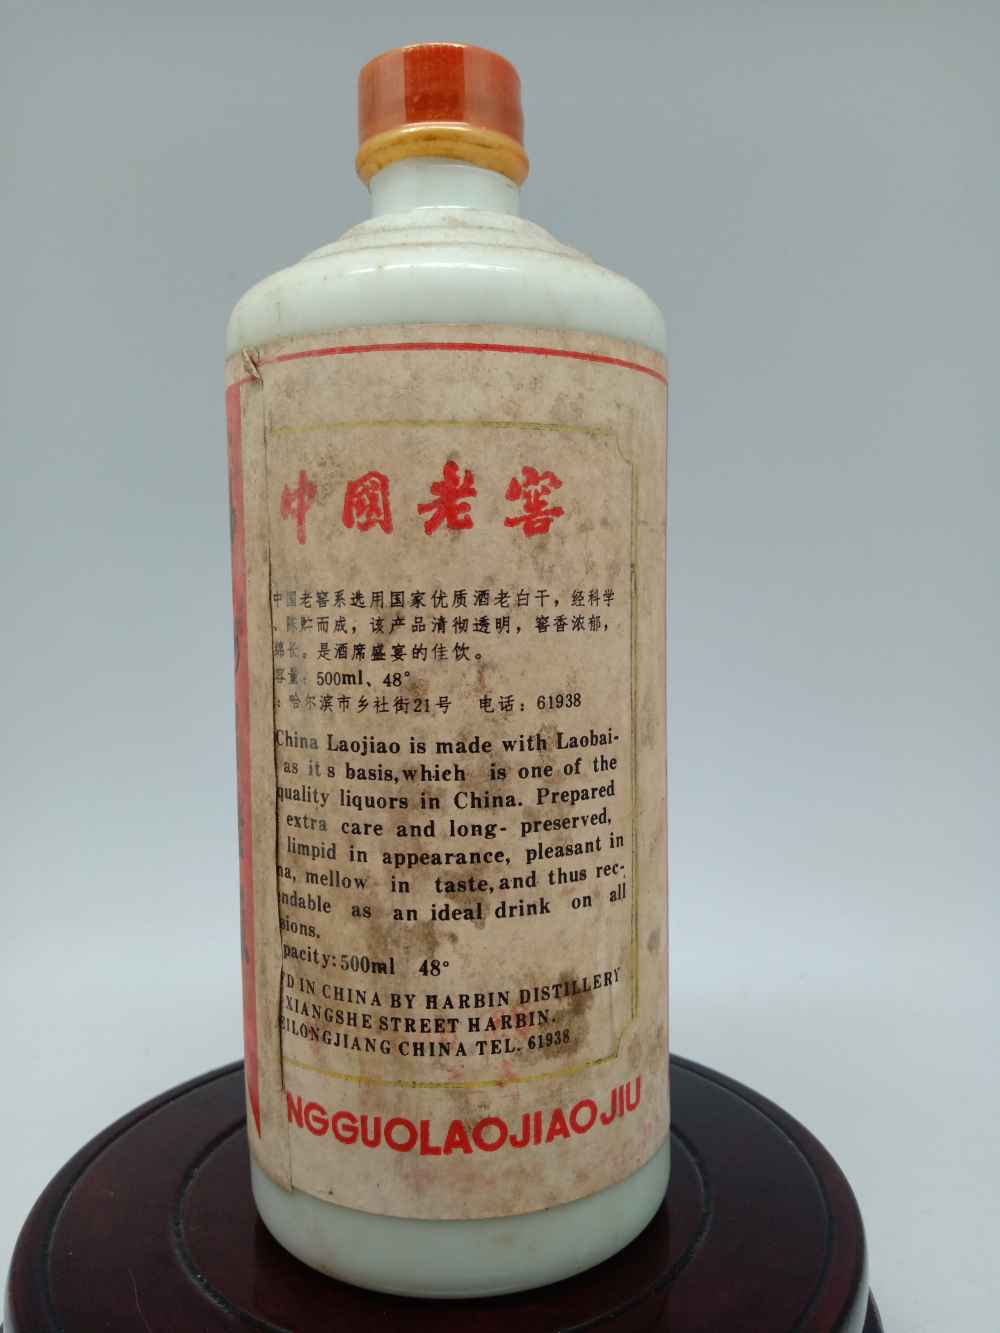 中國老窖
中国老窖系选用国家优质酒老白干，经科学
、陈贮而成，该产品清彻透明，窖香浓郁，
绵长。是酒席盛宴的佳饮。
容量：500ml、48°
：哈尔滨市乡社街21号 电话：61938
China Laojiao is made with Laobai-
as its basis,which is one of the
quality liquors in China. Prepared
extra care and long- preserved,
limpid in appearance, pleasant in
ma, mellow in taste, and thus rec-
ndable as an ideal drink on all
sions.
pacity:500ml 48°
'D IN CHINA BY HARBIN DISTILLERY
XIANGSHE STREET HARBIN.
EILONGJIANG CHINA TEL. 61938
NGGUOLAOJIAOJIU